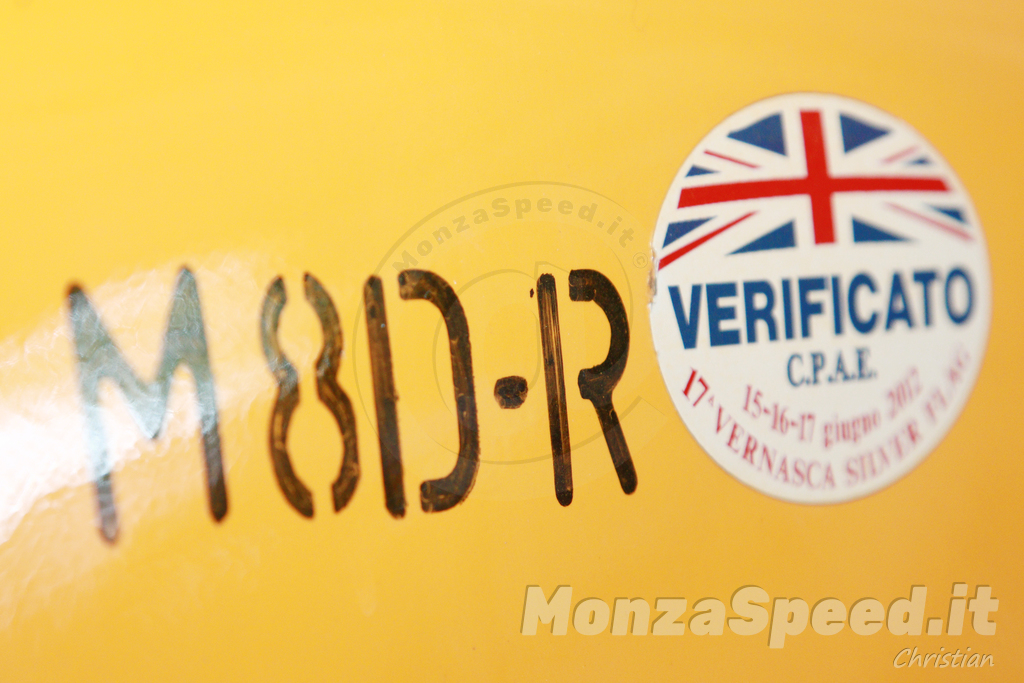 MonzaSpeed.it
©
M8D-R
VERIFICATO
C.P.A.E.
15-16-17 giugno 2012
17^ VERNASCA SILVER FLAG
MonzaSpeed.it
Christian